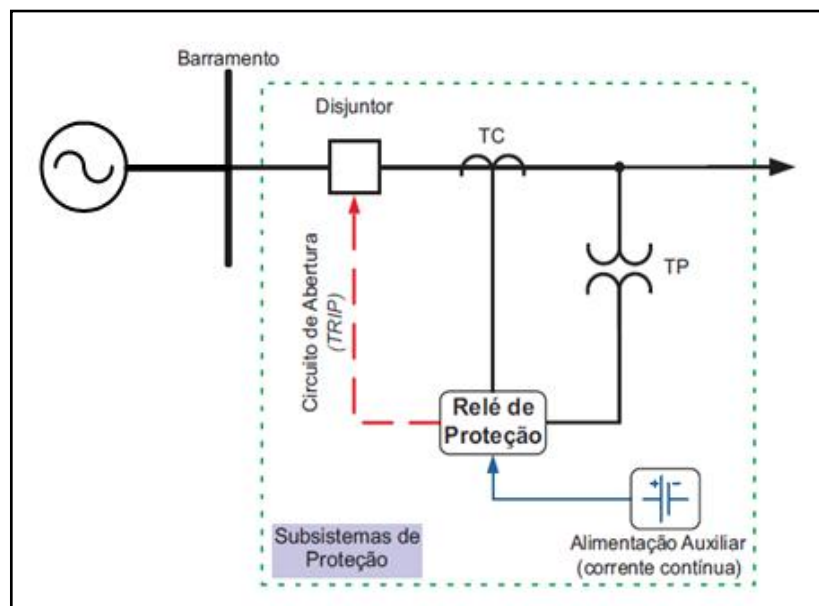 Barramento
Disjuntor
TC
TP
Circuito de Abertura
(TRIP)
Relé de
Proteção
+ -
Subsistemas de
Proteção
Alimentação Auxiliar
(corrente contínua)